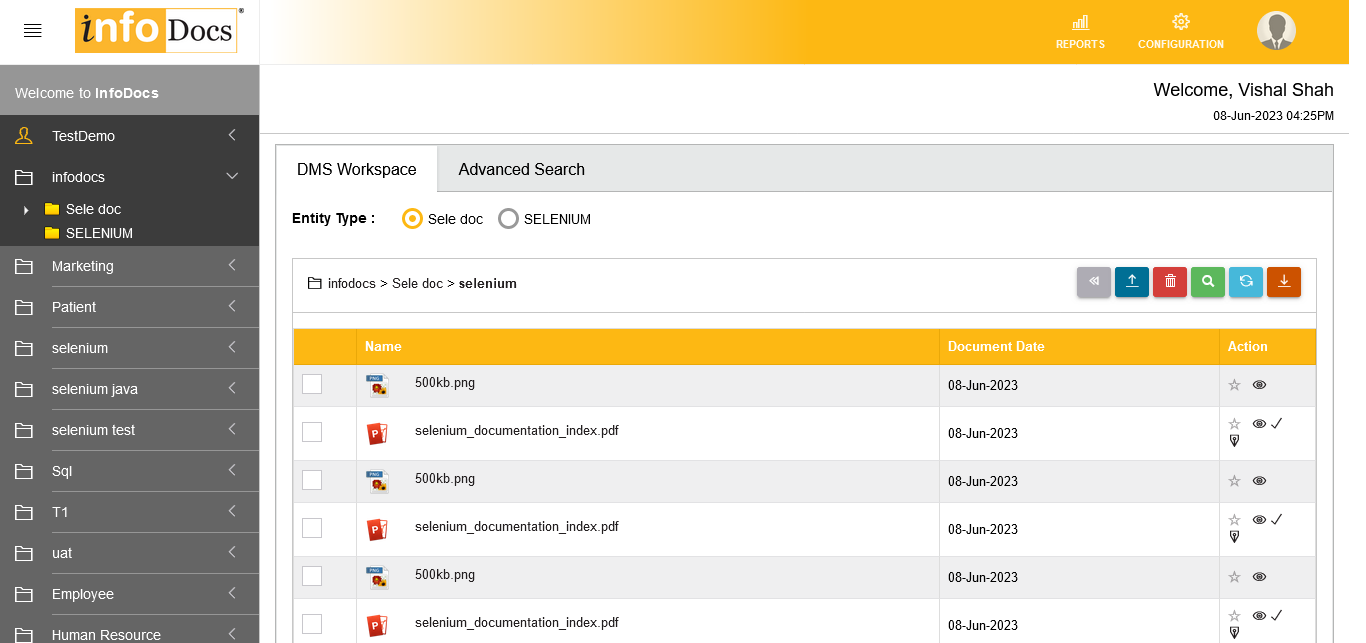 info Docs ®
REPORTS
CONFIGURATION
Welcome to InfoDocs
Welcome, Vishal Shah
08-Jun-2023 04:25PM
TestDemo
infodocs
Sele doc
SELENIUM
Marketing
Patient
selenium
selenium java
selenium test
Sql
T1
uat
Employee
Human Resource
DMS Workspace
Advanced Search
Entity Type :
Sele doc
SELENIUM
infodocs > Sele doc > selenium
Name Document Date Action
PNG 500kb.png 08-Jun-2023
P selenium_documentation_index.pdf 08-Jun-2023
PNG 500kb.png 08-Jun-2023
P selenium_documentation_index.pdf 08-Jun-2023
PNG 500kb.png 08-Jun-2023
P selenium_documentation_index.pdf 08-Jun-2023